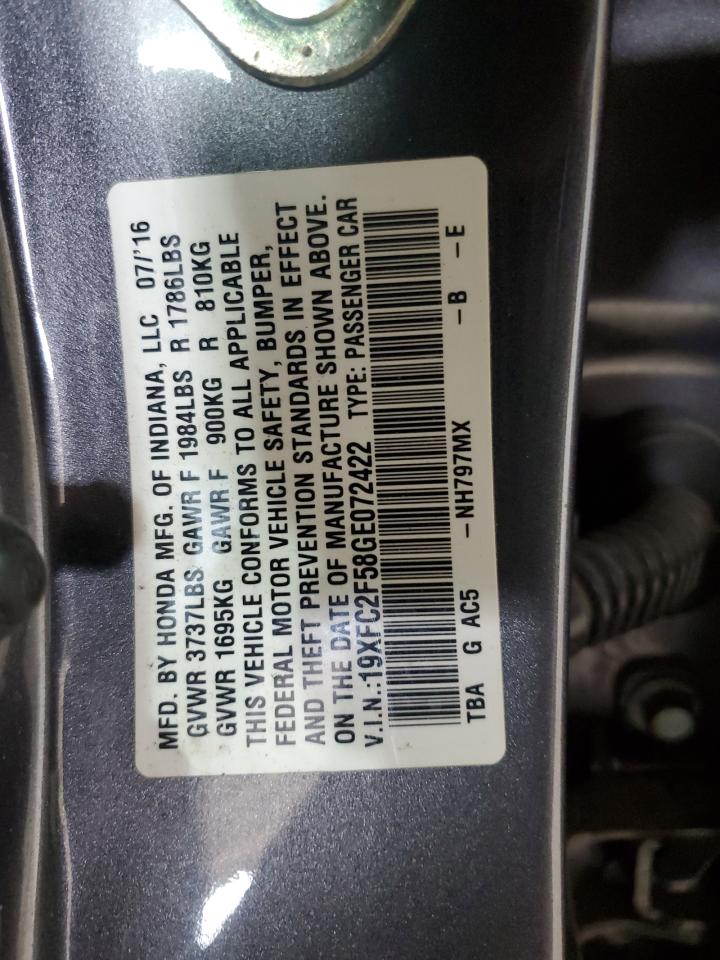 MFD. BY HONDA MFG. OF INDIANA, LLC 07/'16
GVWR 3737LBS GAWR F 1984LBS R 1786LBS
GVWR 1695KG GAWR F 900KG R 810KG
THIS VEHICLE CONFORMS TO ALL APPLICABLE
FEDERAL MOTOR VEHICLE SAFETY, BUMPER,
AND THEFT PREVENTION STANDARDS IN EFFECT
ON THE DATE OF MANUFACTURE SHOWN ABOVE.
V.I.N.:19XFC2F58GE072422 TYPE: PASSENGER CAR
TBA G AC5 -NH797MX -B -E